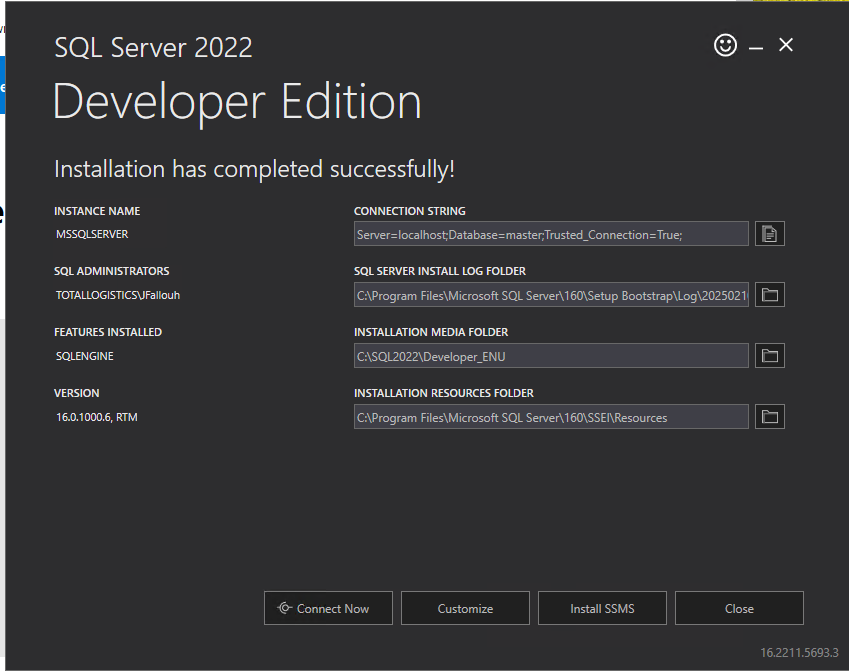 SQL Server 2022
Developer Edition
Installation has completed successfully!
INSTANCE NAME
MSSQLSERVER
CONNECTION STRING
Server=localhost;Database=master;Trusted_Connection=True;
SQL ADMINISTRATORS
TOTALLOGISTICS\JFallouh
SQL SERVER INSTALL LOG FOLDER
C:\Program Files\Microsoft SQL Server\160\Setup Bootstrap\Log\2025021
FEATURES INSTALLED
SQLENGINE
INSTALLATION MEDIA FOLDER
C:\SQL2022\Developer_ENU
VERSION
16.0.1000.6, RTM
INSTALLATION RESOURCES FOLDER
C:\Program Files\Microsoft SQL Server\160\SSEI\Resources
Connect Now
Customize
Install SSMS
Close
16.2211.5693.3